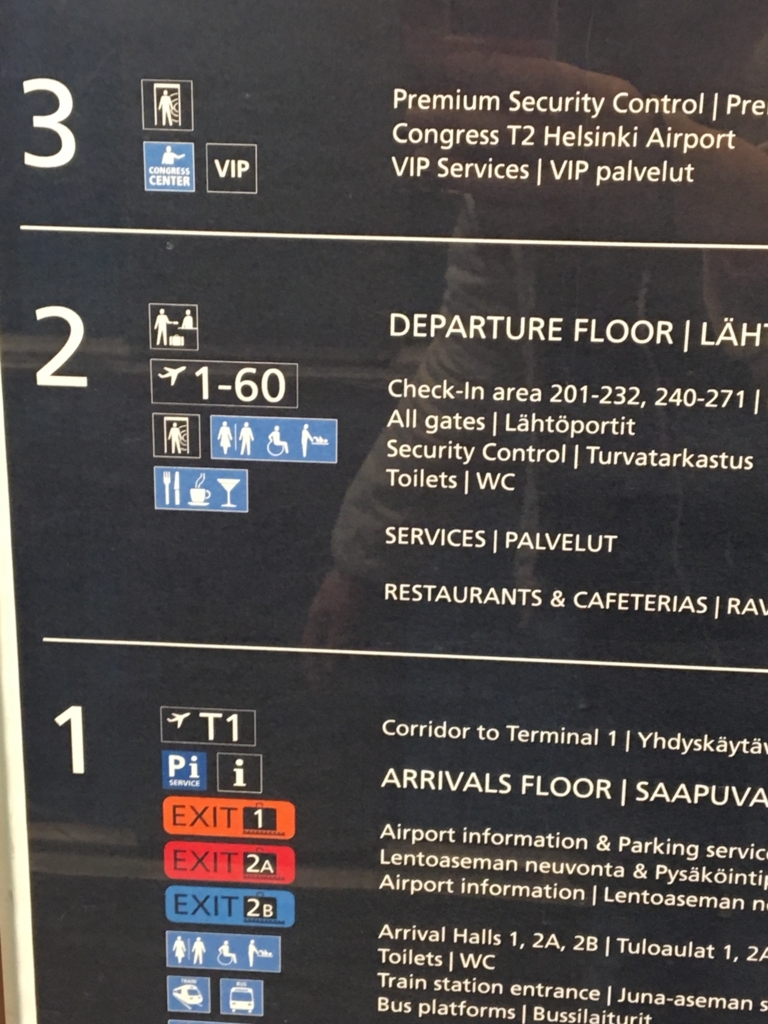 3
Premium Security Control | Pre
CONGRESS CENTER
VIP
Congress T2 Helsinki Airport
VIP Services | VIP palvelut
2
DEPARTURE FLOOR | LÄHT
1-60
Check-In area 201-232, 240-271 |
All gates | Lähtöportit
Security Control | Turvatarkastus
Toilets | WC
SERVICES | PALVELUT
RESTAURANTS & CAFETERIAS | RAV
1
T1
Corridor to Terminal 1 | Yhdyskäytäv
Pi SERVICE
i
ARRIVALS FLOOR | SAAPUVA
EXIT 1
Airport information & Parking service
EXIT 2A
Lentoaseman neuvonta & Pysäköintip
EXIT 2B
Airport information | Lentoaseman n
Arrival Halls 1, 2A, 2B | Tuloaulat 1, 2A
Toilets | WC
TRAIN
BUS
Train station entrance | Juna-aseman s
Bus platforms | Bussilaiturit